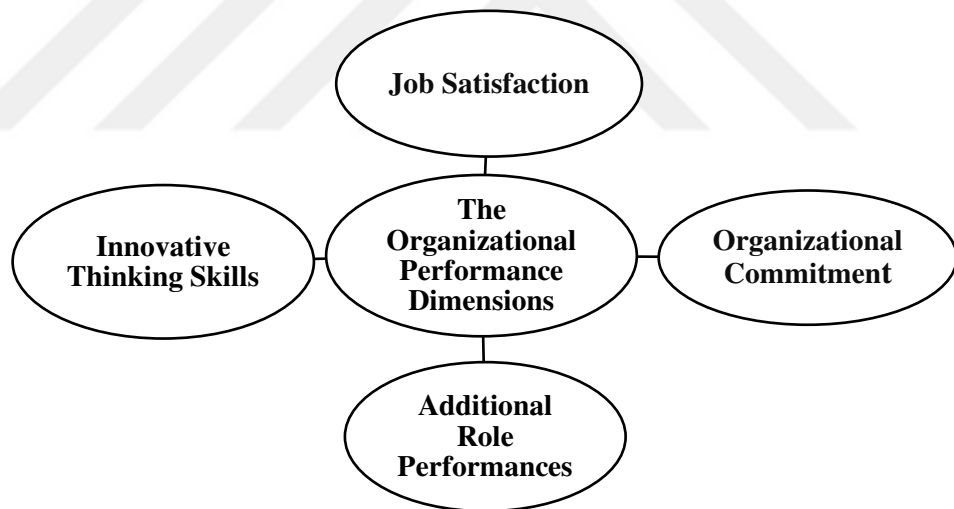 Job Satisfaction
Innovative
Thinking Skills
The
Organizational
Performance
Dimensions
Organizational
Commitment
Additional
Role
Performances